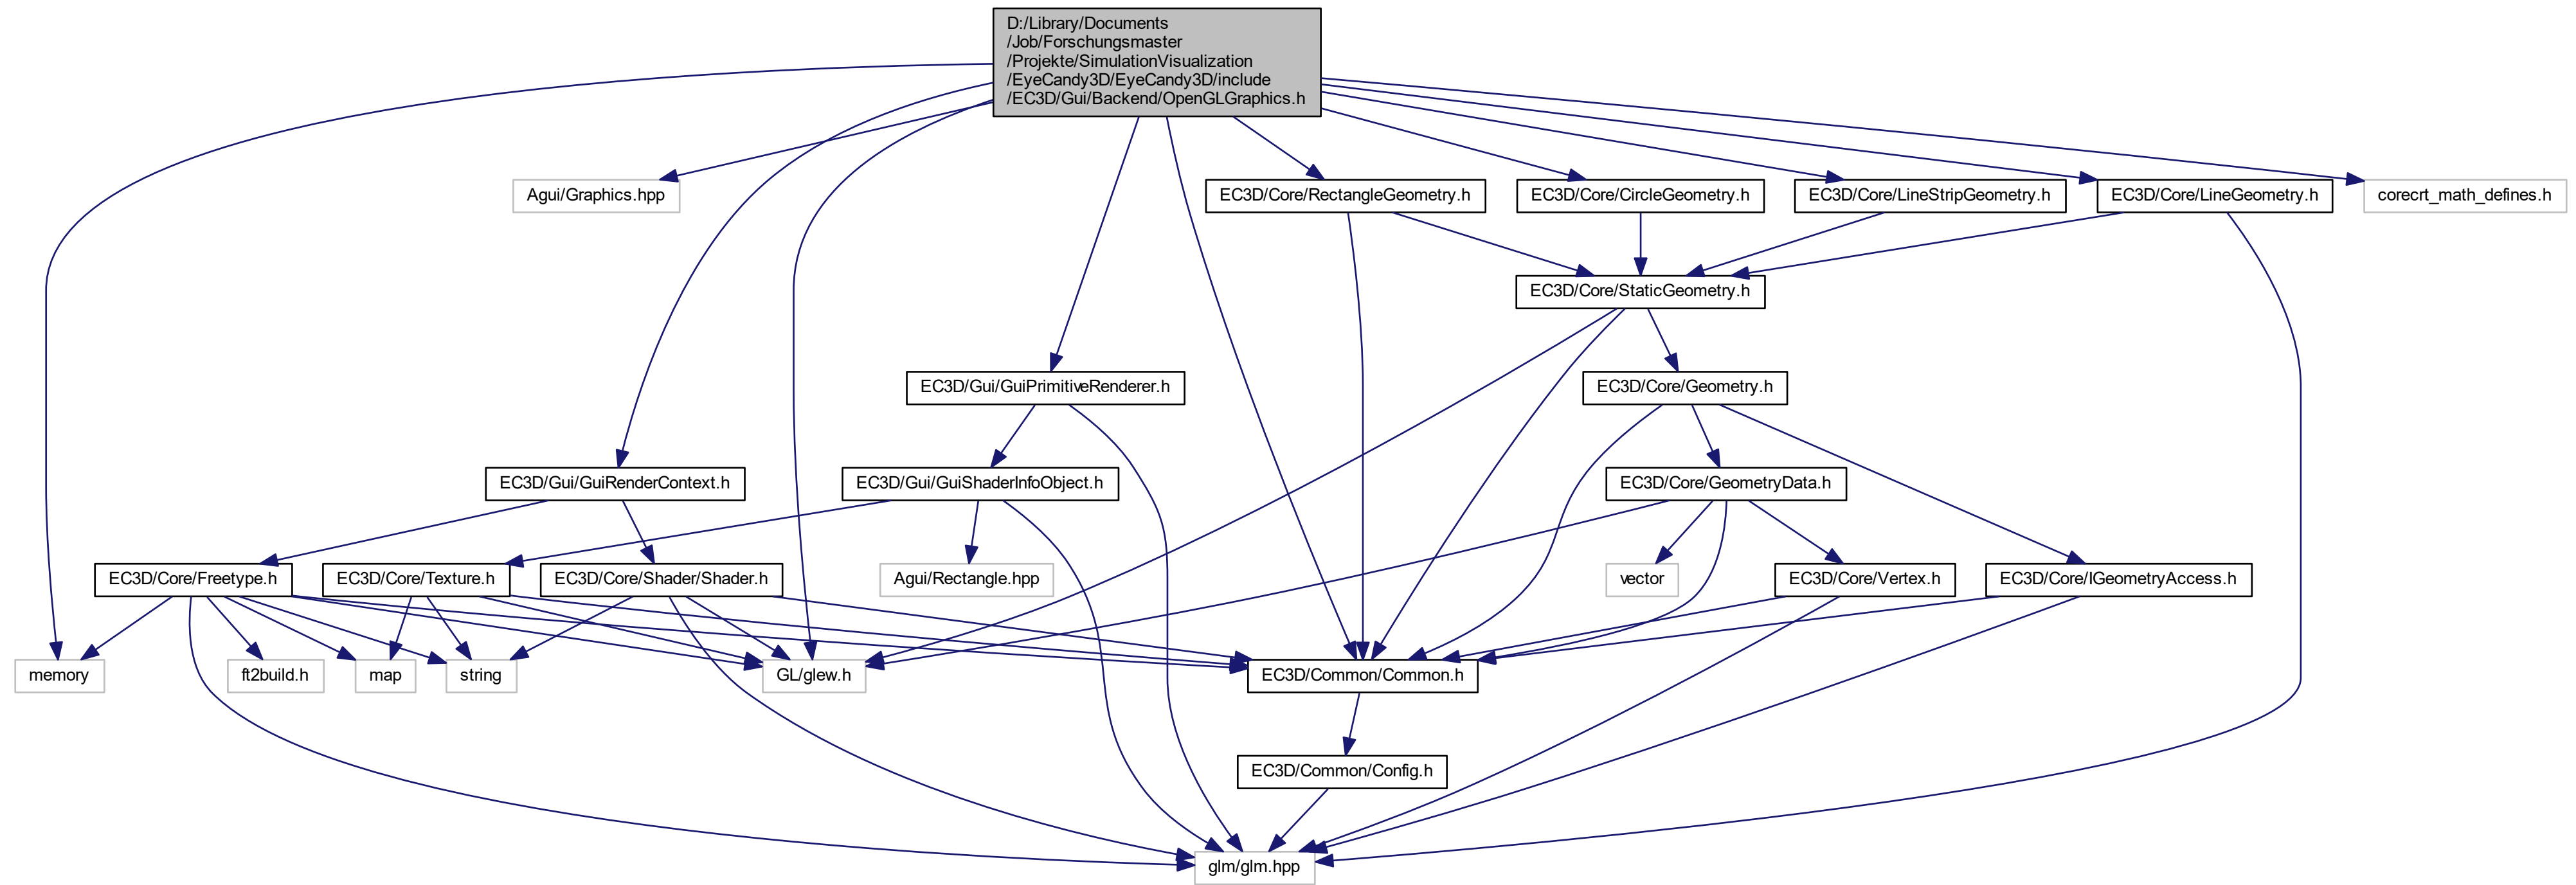 D:/Library/Documents
/Job/Forschungsmaster
/Projekte/SimulationVisualization
/EyeCandy3D/EyeCandy3D/include
/EC3D/Gui/Backend/OpenGLGraphics.h
Agui/Graphics.hpp
EC3D/Core/RectangleGeometry.h
EC3D/Core/CircleGeometry.h
EC3D/Core/LineStripGeometry.h
EC3D/Core/LineGeometry.h
corecrt_math_defines.h
EC3D/Core/StaticGeometry.h
EC3D/Gui/GuiPrimitiveRenderer.h
EC3D/Core/Geometry.h
EC3D/Gui/GuiRenderContext.h
EC3D/Gui/GuiShaderInfoObject.h
EC3D/Core/GeometryData.h
EC3D/Core/Freetype.h
EC3D/Core/Texture.h
EC3D/Core/Shader/Shader.h
Agui/Rectangle.hpp
vector
EC3D/Core/Vertex.h
EC3D/Core/IGeometryAccess.h
memory
ft2build.h
map
string
GL/glew.h
EC3D/Common/Common.h
EC3D/Common/Config.h
glm/glm.hpp